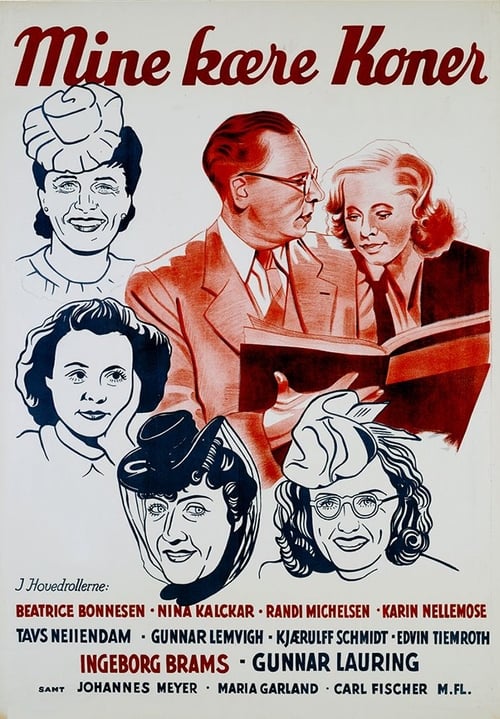 Mine kære Koner
I Hovedrollerne:
BEATRICE BONNESEN · NINA KALCKAR · RANDI MICHELSEN · KARIN NELLEMOSE
TAVS NEIIENDAM · GUNNAR LEMVIGH · KJÆRULFF SCHMIDT · EDVIN TIEMROTH
INGEBORG BRAMS - GUNNAR LAURING
SAMT JOHANNES MEYER · MARIA GARLAND · CARL FISCHER M.FL.